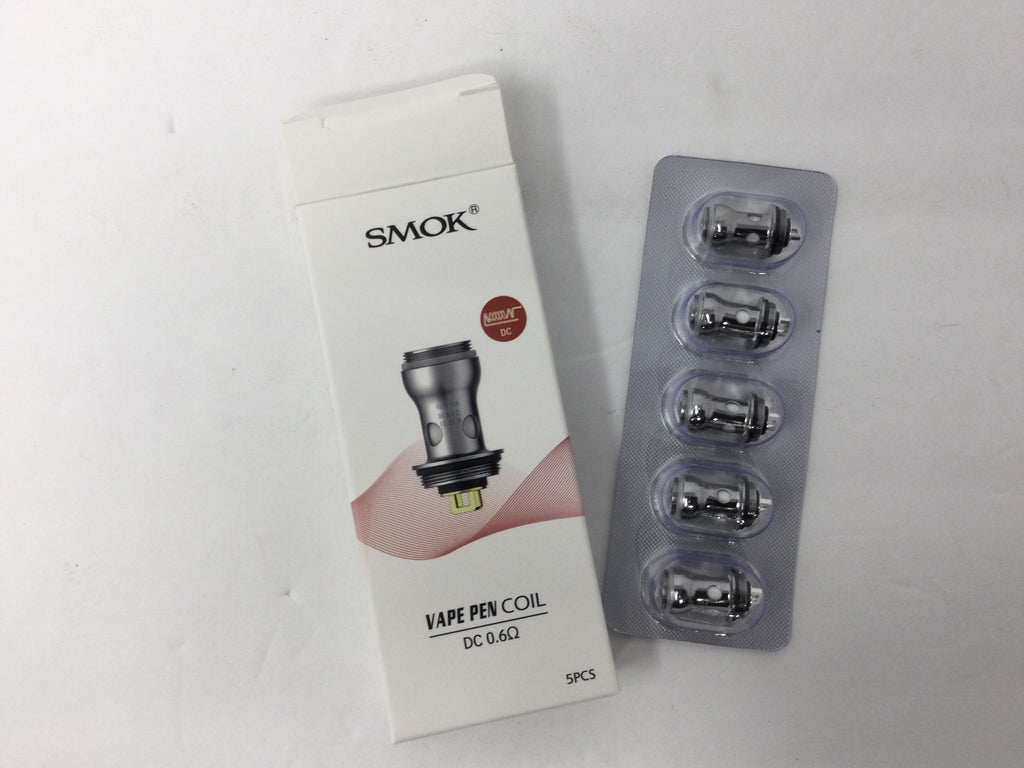 SMOK®
DC
VAPE PEN COIL
DC 0.6Ω
5PCS